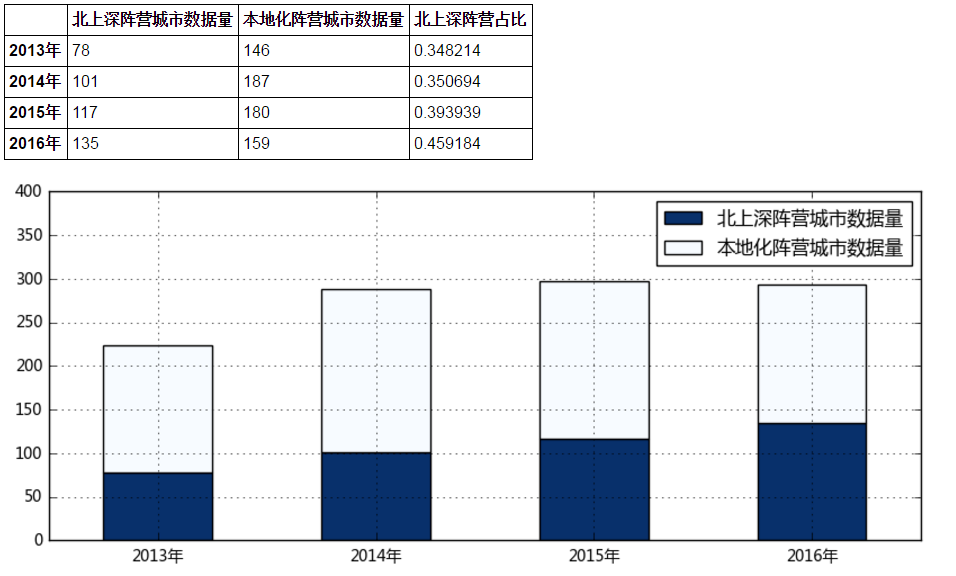 北上深阵营城市数据量 本地化阵营城市数据量 北上深阵营占比
2013年 78 146 0.348214
2014年 101 187 0.350694
2015年 117 180 0.393939
2016年 135 159 0.459184
400
350
300
250
200
150
100
50
0
北上深阵营城市数据量
本地化阵营城市数据量
2013年 2014年 2015年 2016年